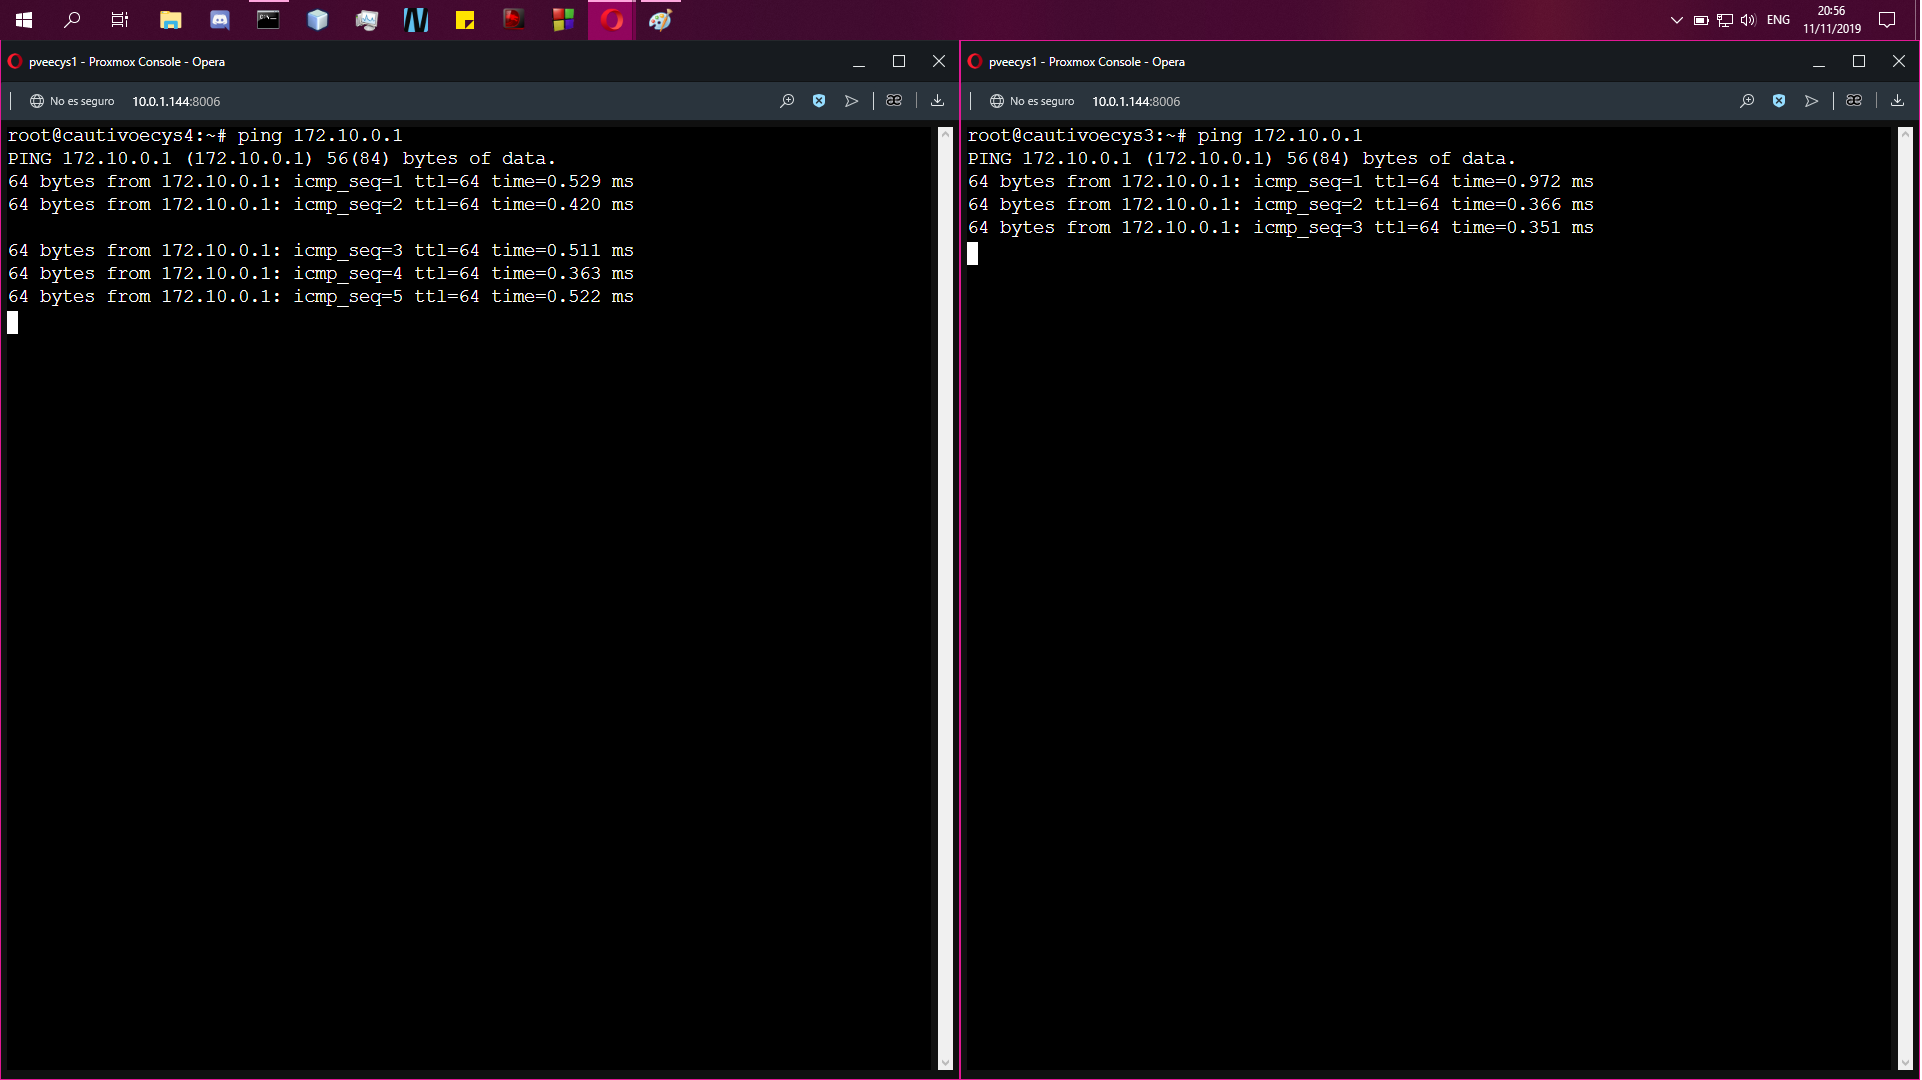 ENG
20:56
11/11/2019
pveecys1 - Proxmox Console - Opera
No es seguro 10.0.1.144:8006
root@cautivoecys4:~# ping 172.10.0.1
PING 172.10.0.1 (172.10.0.1) 56(84) bytes of data.
64 bytes from 172.10.0.1: icmp_seq=1 ttl=64 time=0.529 ms
64 bytes from 172.10.0.1: icmp_seq=2 ttl=64 time=0.420 ms
64 bytes from 172.10.0.1: icmp_seq=3 ttl=64 time=0.511 ms
64 bytes from 172.10.0.1: icmp_seq=4 ttl=64 time=0.363 ms
64 bytes from 172.10.0.1: icmp_seq=5 ttl=64 time=0.522 ms
pveecys1 - Proxmox Console - Opera
No es seguro 10.0.1.144:8006
root@cautivoecys3:~# ping 172.10.0.1
PING 172.10.0.1 (172.10.0.1) 56(84) bytes of data.
64 bytes from 172.10.0.1: icmp_seq=1 ttl=64 time=0.972 ms
64 bytes from 172.10.0.1: icmp_seq=2 ttl=64 time=0.366 ms
64 bytes from 172.10.0.1: icmp_seq=3 ttl=64 time=0.351 ms